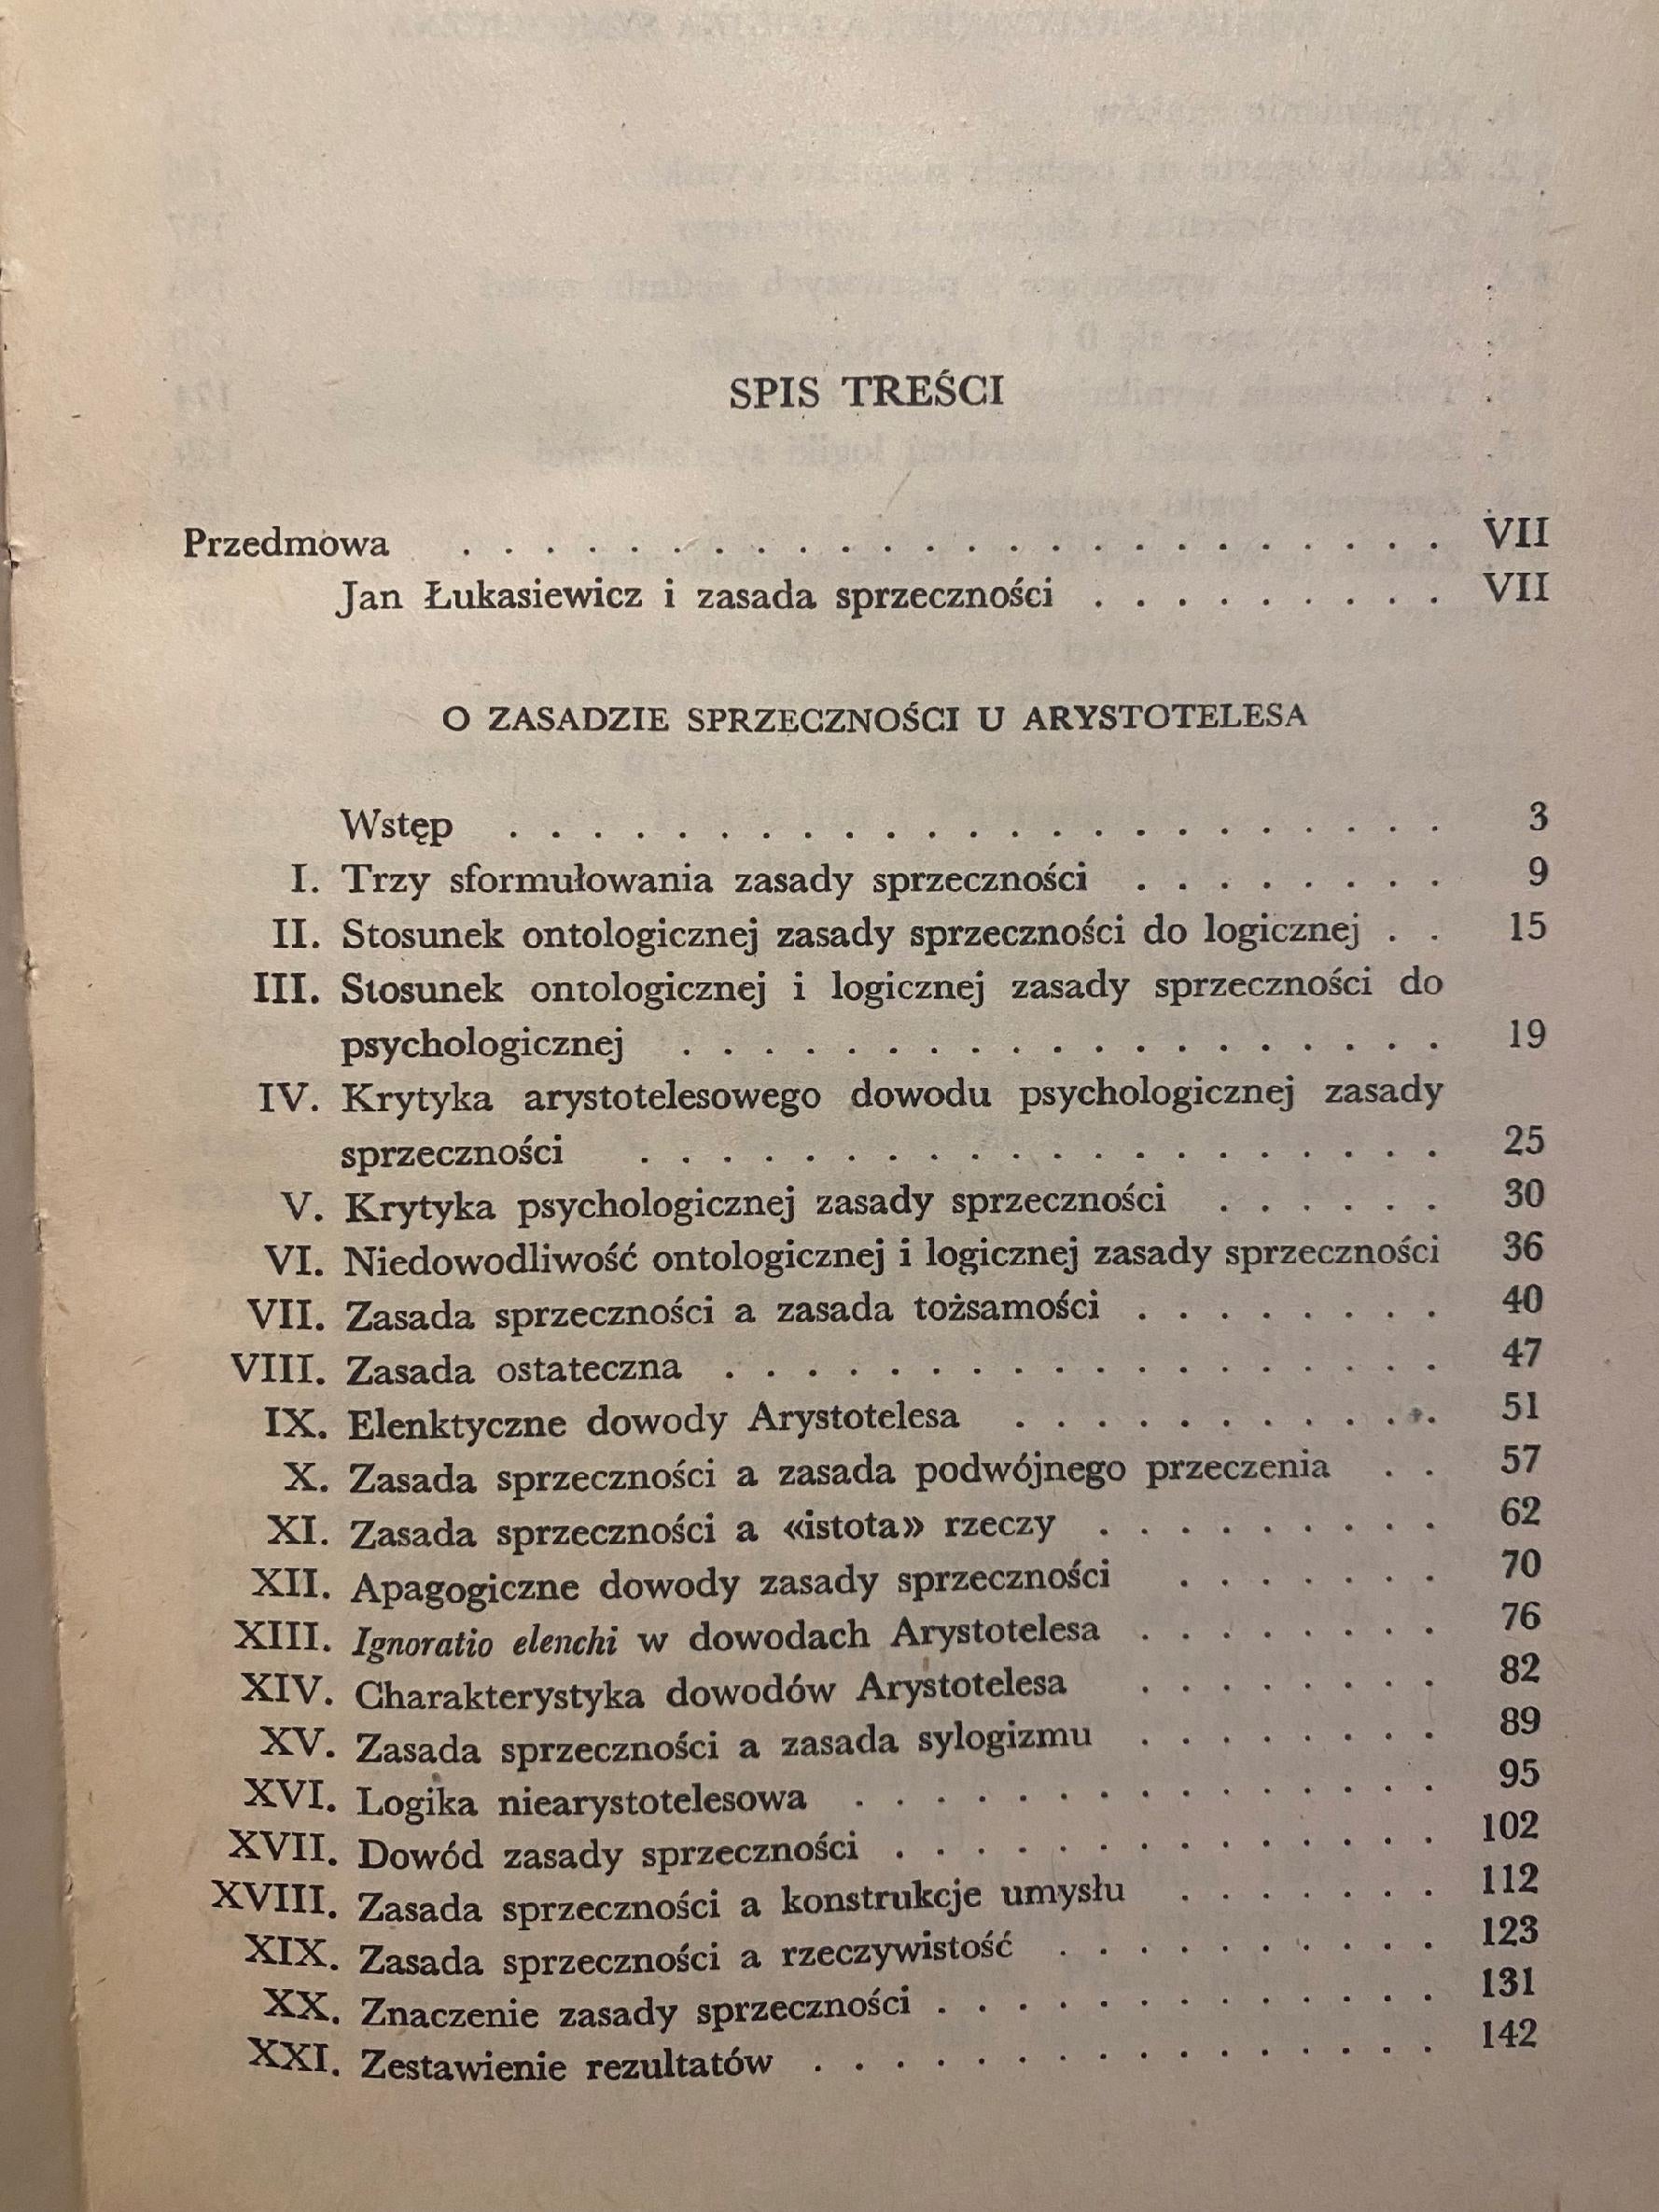 SPIS TREŚCI
Przedmowa . . . . . . . . . . . . . . . . . . . . . . . . VII
Jan Łukasiewicz i zasada sprzeczności . . . . . . . . . VII
O ZASADZIE SPRZECZNOŚCI U ARYSTOTELESA
Wstęp . . . . . . . . . . . . . . . . . . . . . . . 3
I. Trzy sformułowania zasady sprzeczności . . . . . . . . 9
II. Stosunek ontologicznej zasady sprzeczności do logicznej . . 15
III. Stosunek ontologicznej i logicznej zasady sprzeczności do
psychologicznej . . . . . . . . . . . . . . . . . . . 19
IV. Krytyka arystotelesowego dowodu psychologicznej zasady
sprzeczności . . . . . . . . . . . . . . . . . . . . 25
V. Krytyka psychologicznej zasady sprzeczności . . . . . . 30
VI. Niedowodliwość ontologicznej i logicznej zasady sprzeczności 36
VII. Zasada sprzeczności a zasada tożsamości . . . . . . . . 40
VIII. Zasada ostateczna . . . . . . . . . . . . . . . . . . 47
IX. Elenktyczne dowody Arystotelesa . . . . . . . . . . . 51
X. Zasada sprzeczności a zasada podwójnego przeczenia . . 57
XI. Zasada sprzeczności a «istota» rzeczy . . . . . . . . . 62
XII. Apagogiczne dowody zasady sprzeczności . . . . . . . 70
XIII. Ignoratio elenchi w dowodach Arystotelesa . . . . . . . . 76
XIV. Charakterystyka dowodów Arystotelesa . . . . . . . . 82
XV. Zasada sprzeczności a zasada sylogizmu . . . . . . . . 89
XVI. Logika niearystotelesowa . . . . . . . . . . . . . . . 95
XVII. Dowód zasady sprzeczności . . . . . . . . . . . . . . 102
XVIII. Zasada sprzeczności a konstrukcje umysłu . . . . . . . 112
XIX. Zasada sprzeczności a rzeczywistość . . . . . . . . . . 123
XX. Znaczenie zasady sprzeczności . . . . . . . . . . . . . 131
XXI. Zestawienie rezultatów . . . . . . . . . . . . . . . . 142